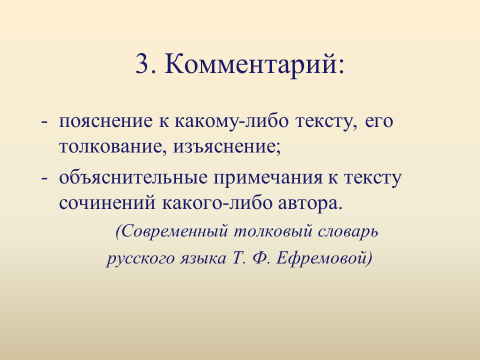 3. Комментарий:
- пояснение к какому-либо тексту, его
толкование, изъяснение;
- объяснительные примечания к тексту
сочинений какого-либо автора.
(Современный толковый словарь
русского языка Т. Ф. Ефремовой)